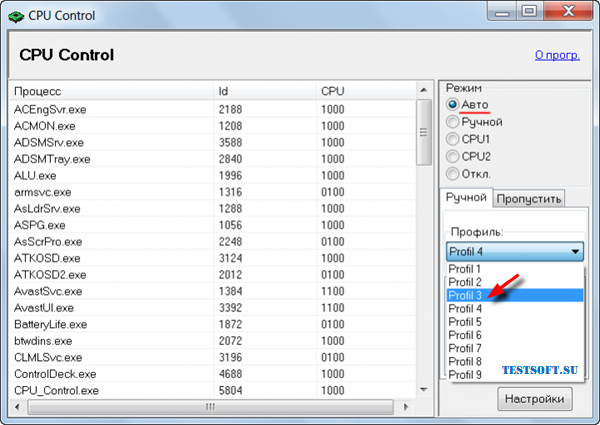 CPU Control
CPU Control
О прогр.
Процесс Id CPU
ACEngSvr.exe 2188 1000
ACMON.exe 1208 1000
ADSMSrv.exe 3588 1000
ADSMTray.exe 2840 1000
ALU.exe 1996 1000
armsvc.exe 1316 0100
AsLdrSrv.exe 1288 1000
ASPG.exe 1056 1000
AsScrPro.exe 2248 0100
ATKOSD.exe 3124 1000
ATKOSD2.exe 2012 0100
AvastSvc.exe 1384 1100
AvastUI.exe 3392 1100
BatteryLife.exe 1872 0100
btwdins.exe 2072 1000
CLMLSvc.exe 3196 0100
ControlDeck.exe 4688 1000
CPU_Control.exe 5804 1000
Режим
Авто
Ручной
CPU1
CPU2
Откл.
Ручной Пропустить
Профиль:
Profil 4
Profil 1
Profil 2
Profil 3
Profil 4
Profil 5
Profil 6
Profil 7
Profil 8
Profil 9
TESTSOFT.SU
Настройки